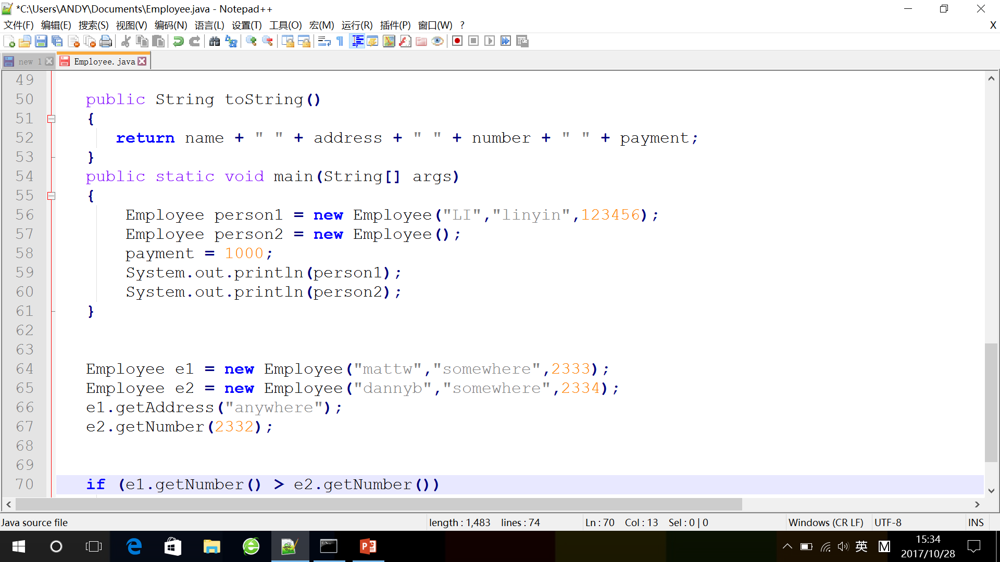 *C:\Users\ANDY\Documents\Employee.java - Notepad++
文件(F) 编辑(E) 搜索(S) 视图(V) 编码(N) 语言(L) 设置(T) 工具(O) 宏(M) 运行(R) 插件(P) 窗口(W) ? X
new 1 Employee.java
49
50 public String toString()
51 {
52 return name + " " + address + " " + number + " " + payment;
53 }
54 public static void main(String[] args)
55 {
56 Employee person1 = new Employee("LI","linyin",123456);
57 Employee person2 = new Employee();
58 payment = 1000;
59 System.out.println(person1);
60 System.out.println(person2);
61 }
62
63
64 Employee e1 = new Employee("mattw","somewhere",2333);
65 Employee e2 = new Employee("dannyb","somewhere",2334);
66 e1.getAddress("anywhere");
67 e2.getNumber(2332);
68
69
70 if (e1.getNumber() > e2.getNumber())
Java source file length : 1,483 lines : 74 Ln : 70 Col : 13 Sel : 0 | 0 Windows (CR LF) UTF-8 INS
英 M 15:34
2017/10/28